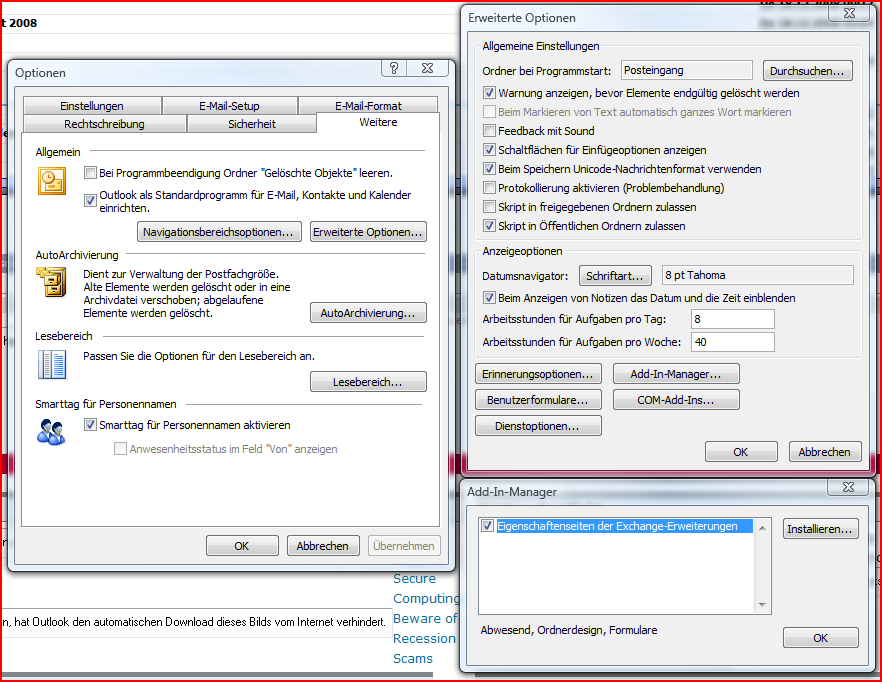 t 2008
Optionen
Einstellungen
E-Mail-Setup
E-Mail-Format
Rechtschreibung
Sicherheit
Weitere
Allgemein
Bei Programmbeendigung Ordner "Gelöschte Objekte" leeren.
Outlook als Standardprogramm für E-Mail, Kontakte und Kalender
einrichten.
Navigationsbereichsoptionen...
Erweiterte Optionen...
AutoArchivierung
Dient zur Verwaltung der Postfachgröße.
Alte Elemente werden gelöscht oder in eine
Archivdatei verschoben; abgelaufene
Elemente werden gelöscht.
AutoArchivierung...
Lesebereich
Passen Sie die Optionen für den Lesebereich an.
Lesebereich...
Smarttag für Personennamen
Smarttag für Personennamen aktivieren
Anwesenheitsstatus im Feld "Von" anzeigen
OK
Abbrechen
Übernehmen
Erweiterte Optionen
Allgemeine Einstellungen
Ordner bei Programmstart:
Posteingang
Durchsuchen...
Warnung anzeigen, bevor Elemente endgültig gelöscht werden
Beim Markieren von Text automatisch ganzes Wort markieren
Feedback mit Sound
Schaltflächen für Einfügeoptionen anzeigen
Beim Speichern Unicode-Nachrichtenformat verwenden
Protokollierung aktivieren (Problembehandlung)
Skript in freigegebenen Ordnern zulassen
Skript in Öffentlichen Ordnern zulassen
Anzeigeoptionen
Datumsnavigator:
Schriftart...
8 pt Tahoma
Beim Anzeigen von Notizen das Datum und die Zeit einblenden
Arbeitsstunden für Aufgaben pro Tag:
8
Arbeitsstunden für Aufgaben pro Woche:
40
Erinnerungsoptionen...
Add-In-Manager...
Benutzerformulare...
COM-Add-Ins...
Dienstoptionen...
OK
Abbrechen
Add-In-Manager
Eigenschaftenseiten der Exchange-Erweiterungen
Installieren...
Abwesend, Ordnerdesign, Formulare
OK
n, hat Outlook den automatischen Download dieses Bilds vom Internet verhindert.
Secure
Computing
Beware of
Recession
Scams